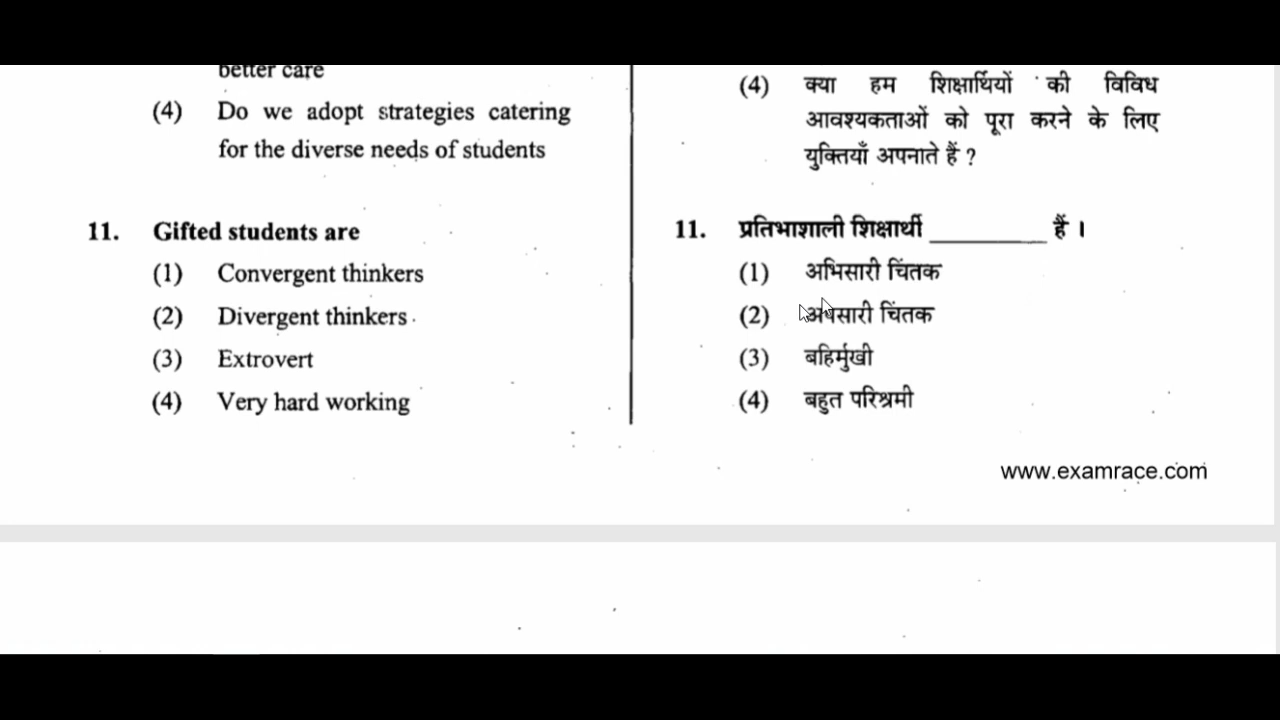 better care
(4) Do we adopt strategies catering
for the diverse needs of students
11. Gifted students are
(1) Convergent thinkers
(2) Divergent thinkers
(3) Extrovert
(4) Very hard working
(4) क्या हम शिक्षार्थियों की विविध
आवश्यकताओं को पूरा करने के लिए
युक्तियाँ अपनाते हैं ?
11. प्रतिभाशाली शिक्षार्थी __________ हैं ।
(1) अभिसारी चिंतक
(2) अपसारी चिंतक
(3) बहिर्मुखी
(4) बहुत परिश्रमी
www.examrace.com